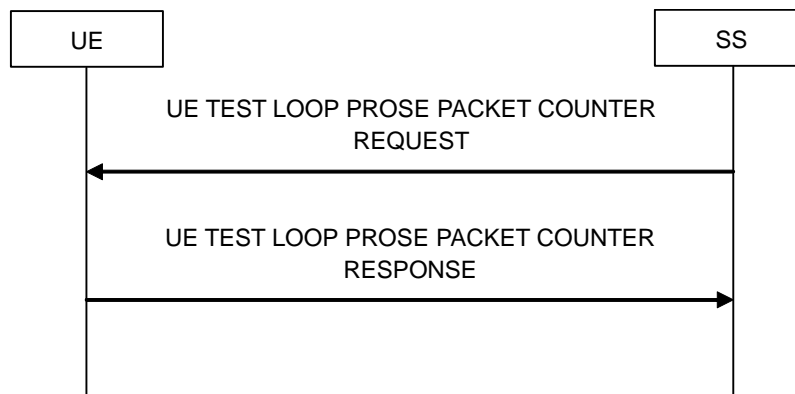 UE
SS
UE TEST LOOP PROSE PACKET COUNTER
REQUEST
UE TEST LOOP PROSE PACKET COUNTER
RESPONSE